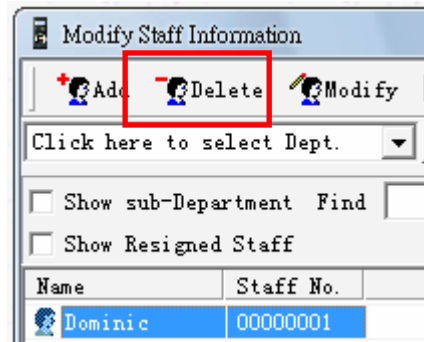 Modify Staff Information
Add Delete Modify
Click here to select Dept.
Show sub-Department Find
Show Resigned Staff
Name Staff No.
Dominic 00000001